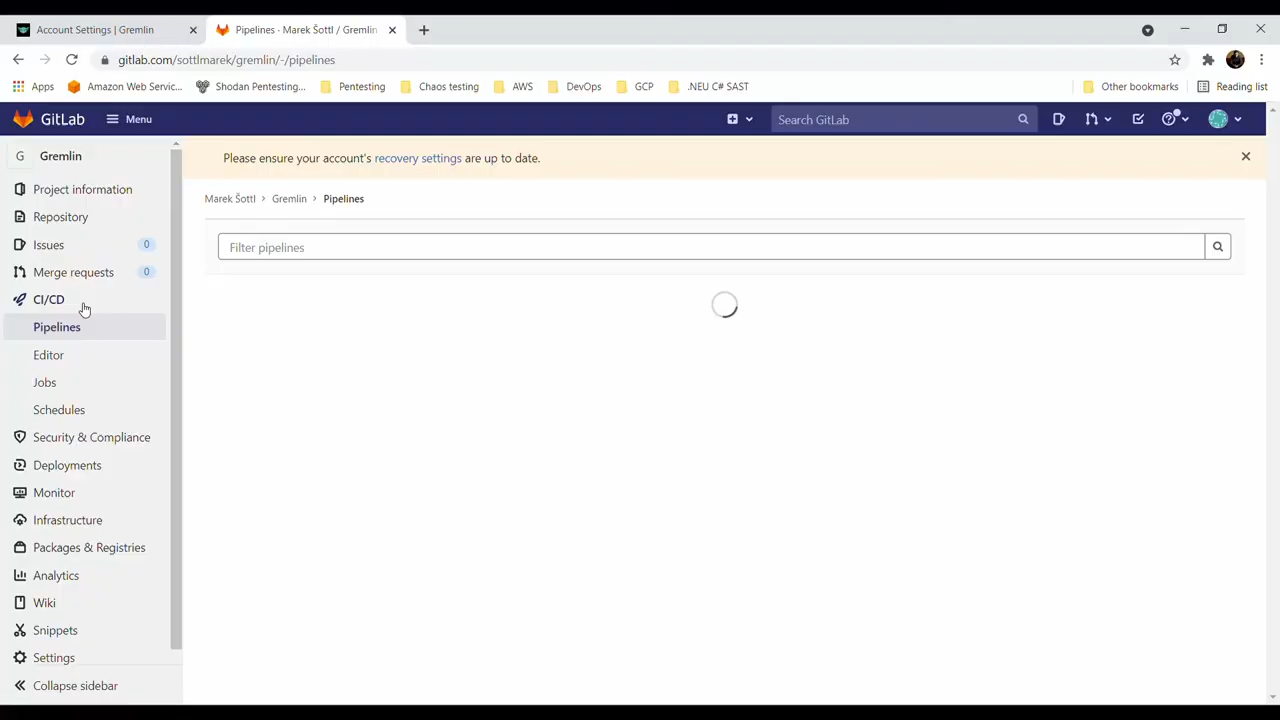 Account Settings | Gremlin
Pipelines · Marek Šottl / Gremlin
gitlab.com/sottlmarek/gremlin/-/pipelines
Apps
Amazon Web Servic...
Shodan Pentesting...
Pentesting
Chaos testing
AWS
DevOps
GCP
.NEU C# SAST
Other bookmarks
Reading list
GitLab
Menu
Search GitLab
G Gremlin
Project information
Repository
Issues 0
Merge requests 0
CI/CD
Pipelines
Editor
Jobs
Schedules
Security & Compliance
Deployments
Monitor
Infrastructure
Packages & Registries
Analytics
Wiki
Snippets
Settings
Collapse sidebar
Please ensure your account's recovery settings are up to date.
Marek Šottl > Gremlin > Pipelines
Filter pipelines